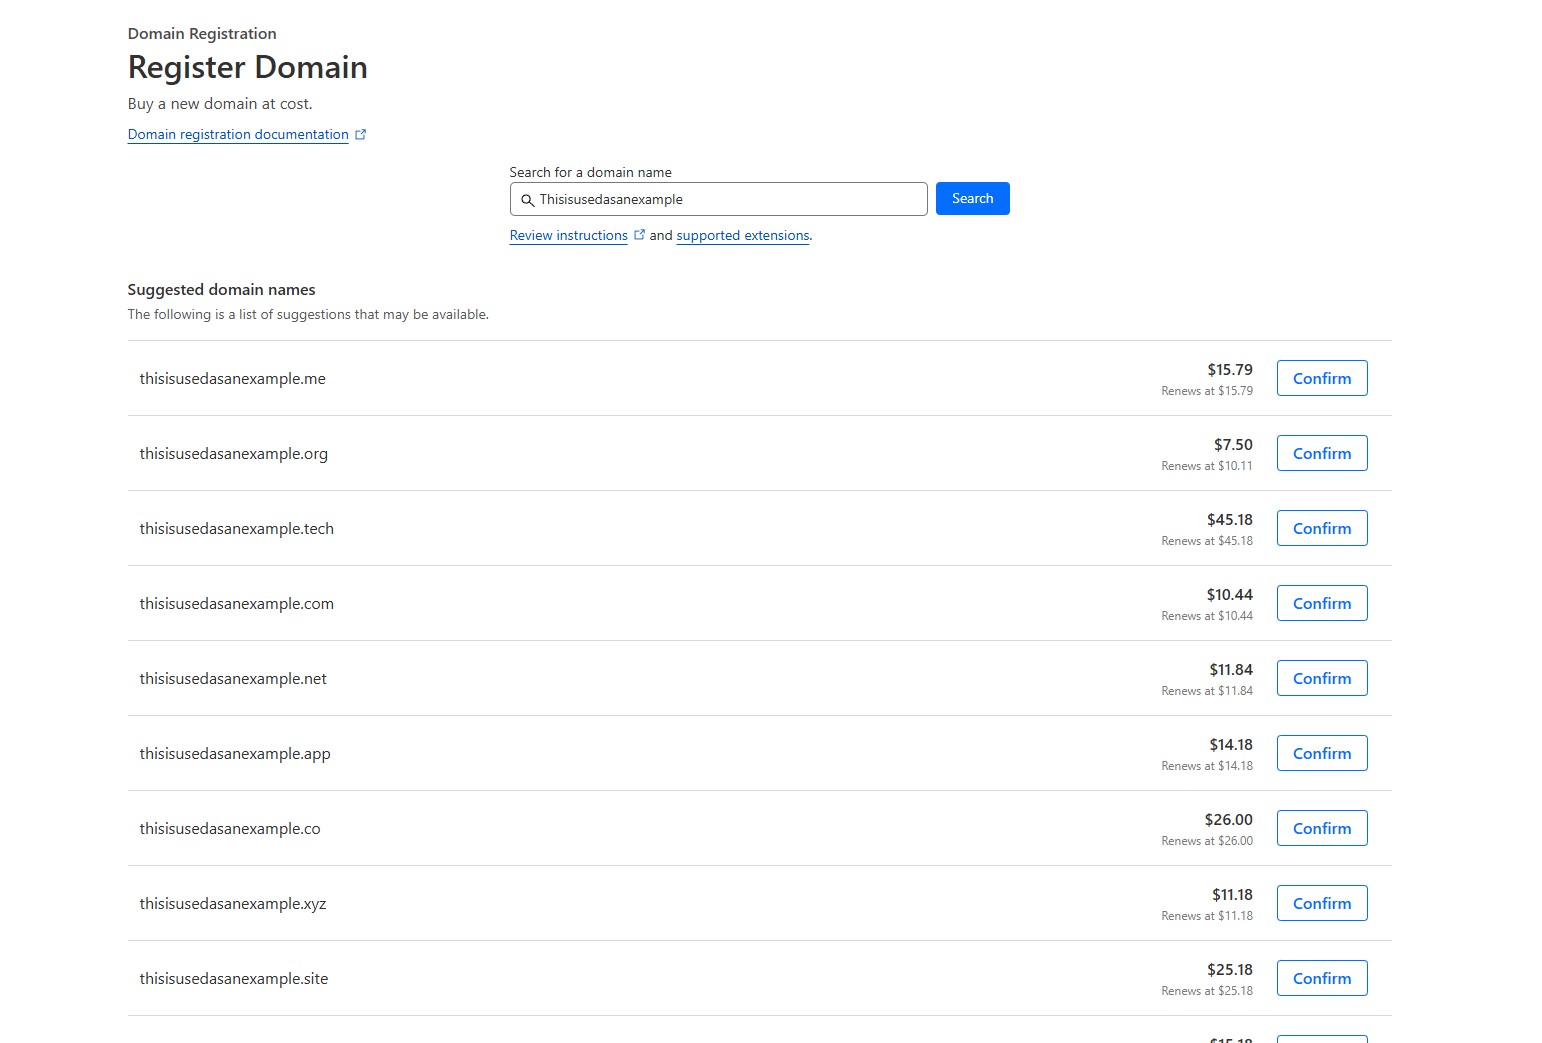 Domain Registration
Register Domain
Buy a new domain at cost.
Domain registration documentation
Search for a domain name
Thisisusedasanexample
Search
Review instructions and supported extensions.
Suggested domain names
The following is a list of suggestions that may be available.
thisisusedasanexample.me
$15.79
Renews at $15.79
Confirm
thisisusedasanexample.org
$7.50
Renews at $10.11
Confirm
thisisusedasanexample.tech
$45.18
Renews at $45.18
Confirm
thisisusedasanexample.com
$10.44
Renews at $10.44
Confirm
thisisusedasanexample.net
$11.84
Renews at $11.84
Confirm
thisisusedasanexample.app
$14.18
Renews at $14.18
Confirm
thisisusedasanexample.co
$26.00
Renews at $26.00
Confirm
thisisusedasanexample.xyz
$11.18
Renews at $11.18
Confirm
thisisusedasanexample.site
$25.18
Renews at $25.18
Confirm